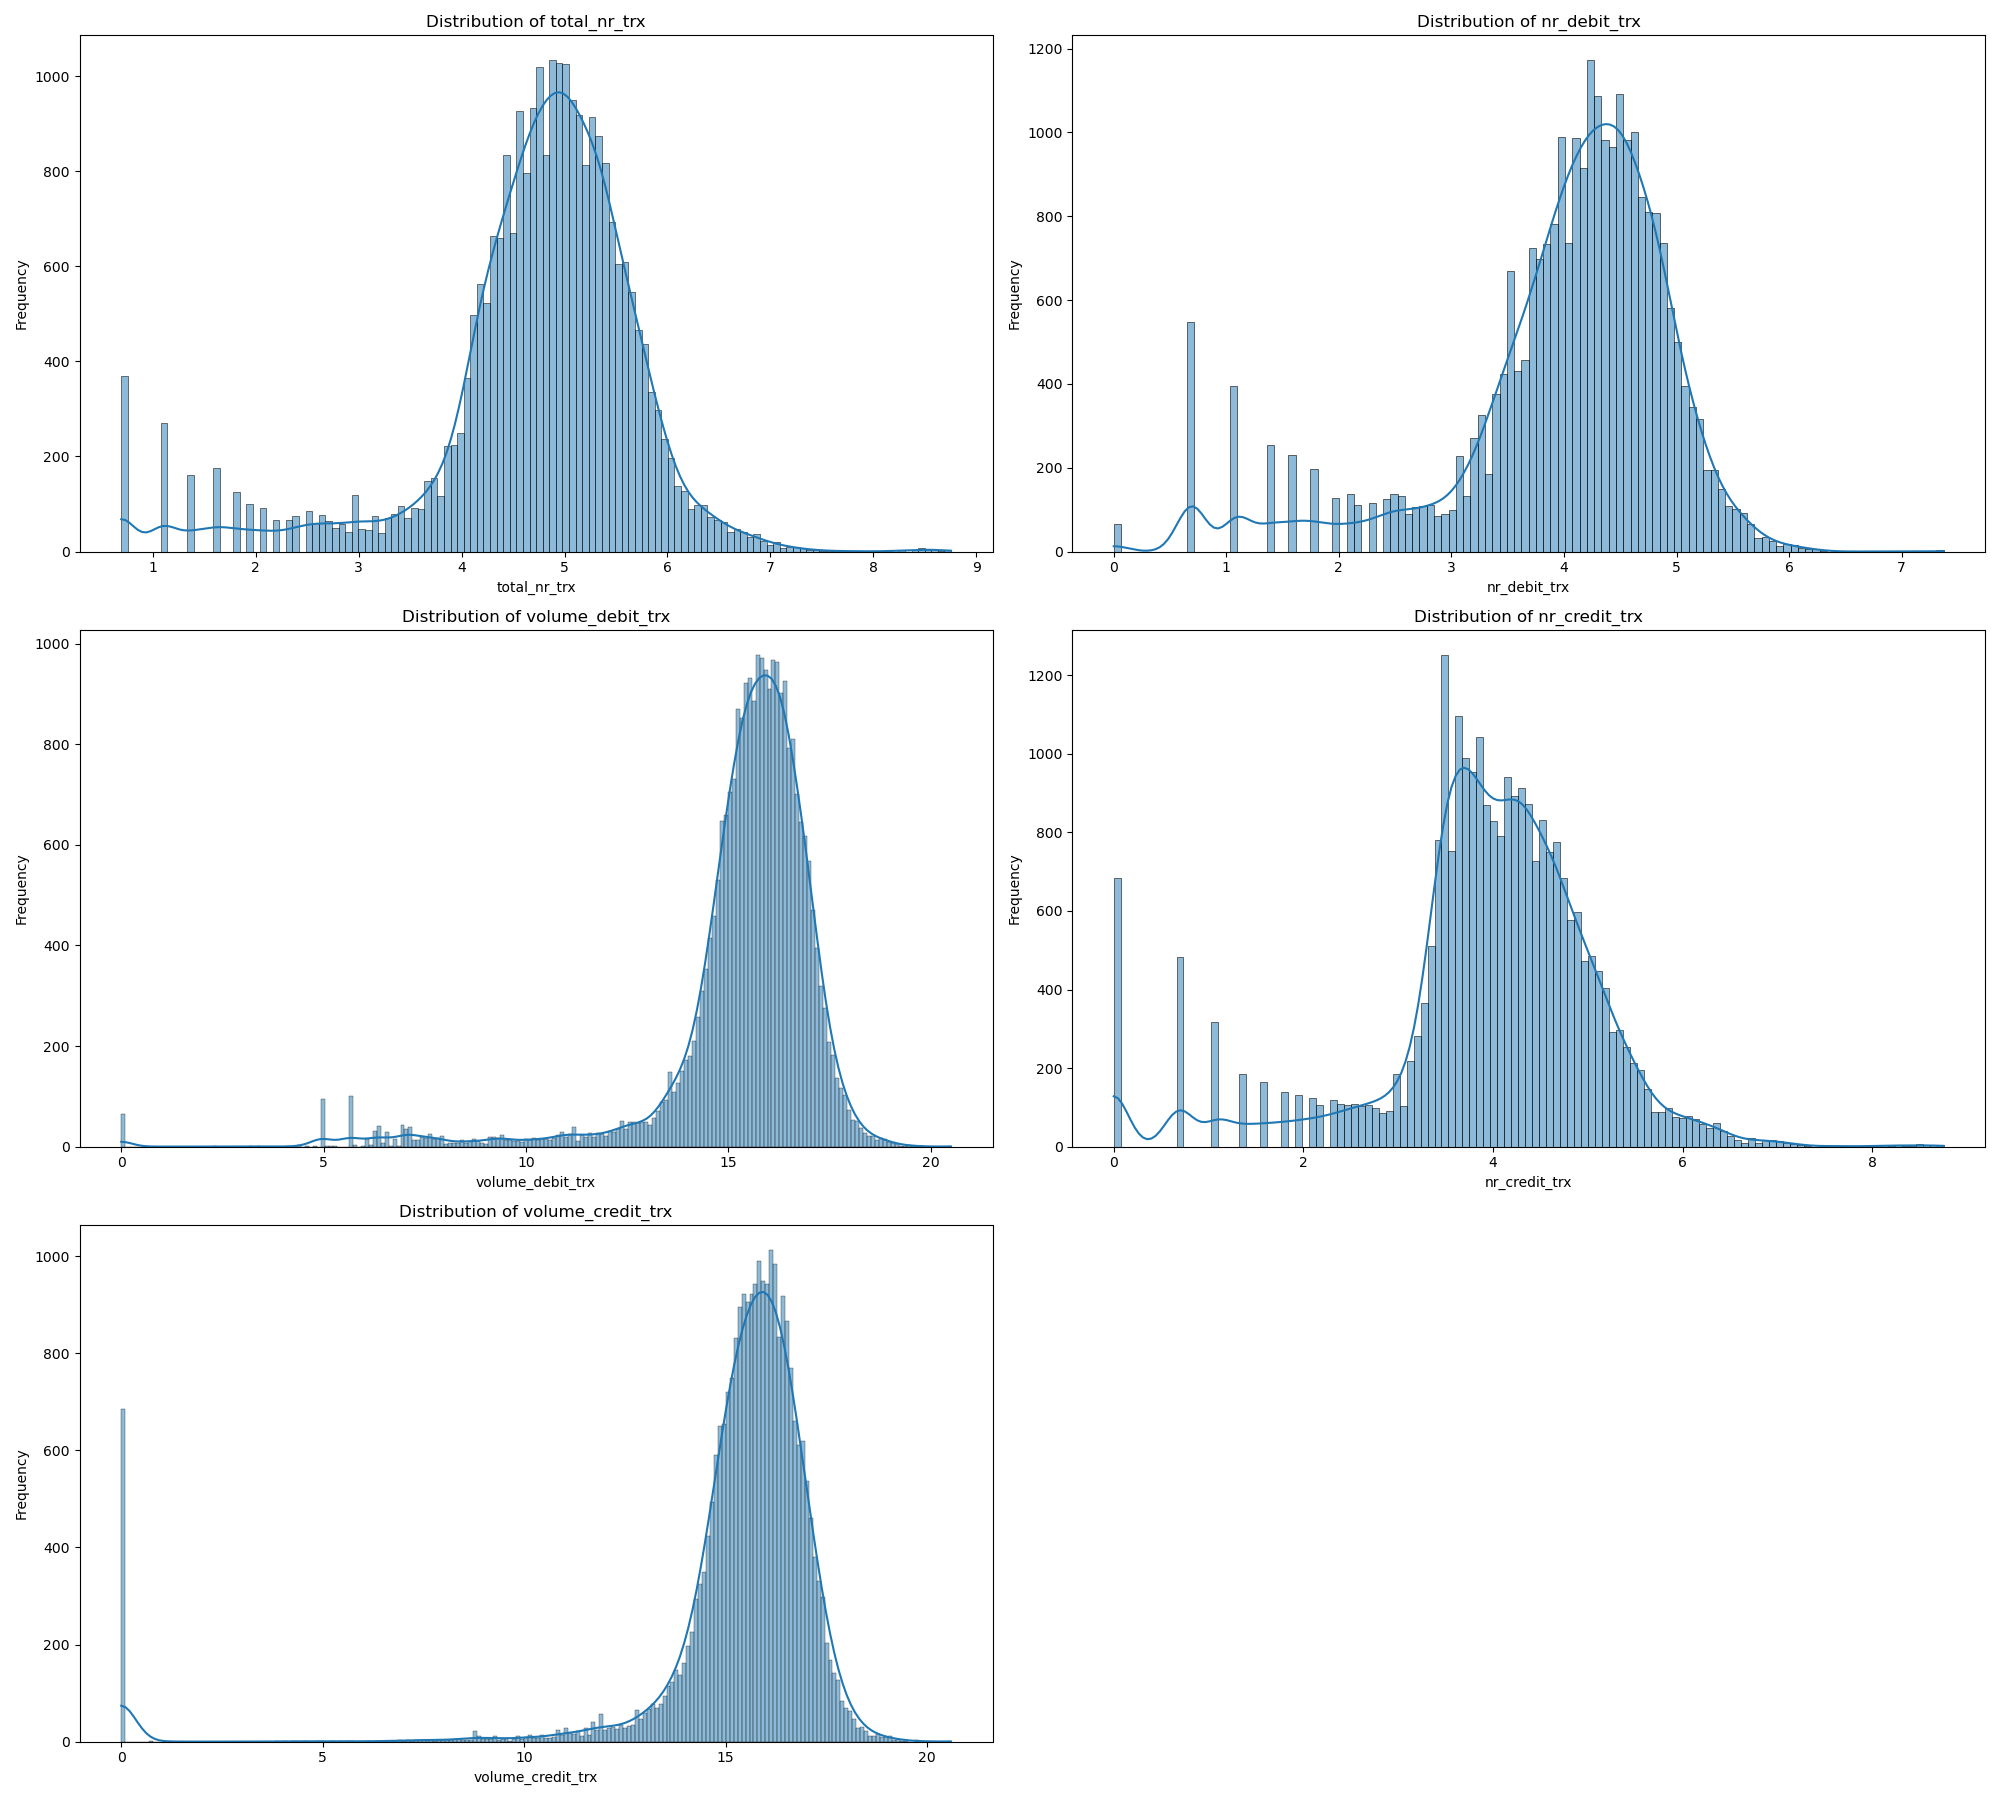 Distribution of total_nr_trx
Frequency
0
200
400
600
800
1000
1 2 3 4 5 6 7 8 9
total_nr_trx
Distribution of nr_debit_trx
Frequency
0
200
400
600
800
1000
1200
0 1 2 3 4 5 6 7
nr_debit_trx
Distribution of volume_debit_trx
Frequency
0
200
400
600
800
1000
0 5 10 15 20
volume_debit_trx
Distribution of nr_credit_trx
Frequency
0
200
400
600
800
1000
1200
0 2 4 6 8
nr_credit_trx
Distribution of volume_credit_trx
Frequency
0
200
400
600
800
1000
0 5 10 15 20
volume_credit_trx